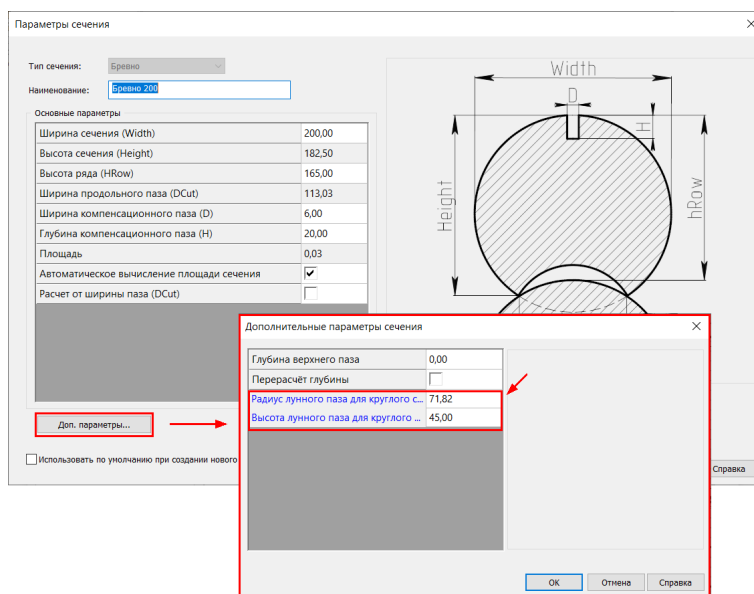 Параметры сечения
Тип сечения: Бревно
Наименование: Бревно 200
Основные параметры
Ширина сечения (Width) 200,00
Высота сечения (Height) 182,50
Высота ряда (HRow) 165,00
Ширина продольного паза (DCut) 113,03
Ширина компенсационного паза (D) 6,00
Глубина компенсационного паза (H) 20,00
Площадь 0,03
Автоматическое вычисление площади сечения
Расчет от ширины паза (DCut)
Width
D
H
Height
hRow
Доп. параметры...
Использовать по умолчанию при создании нового
Справка
Дополнительные параметры сечения
Глубина верхнего паза 0,00
Перерасчёт глубины
Радиус лунного паза для круглого с... 71,82
Высота лунного паза для круглого ... 45,00
ОК Отмена Справка